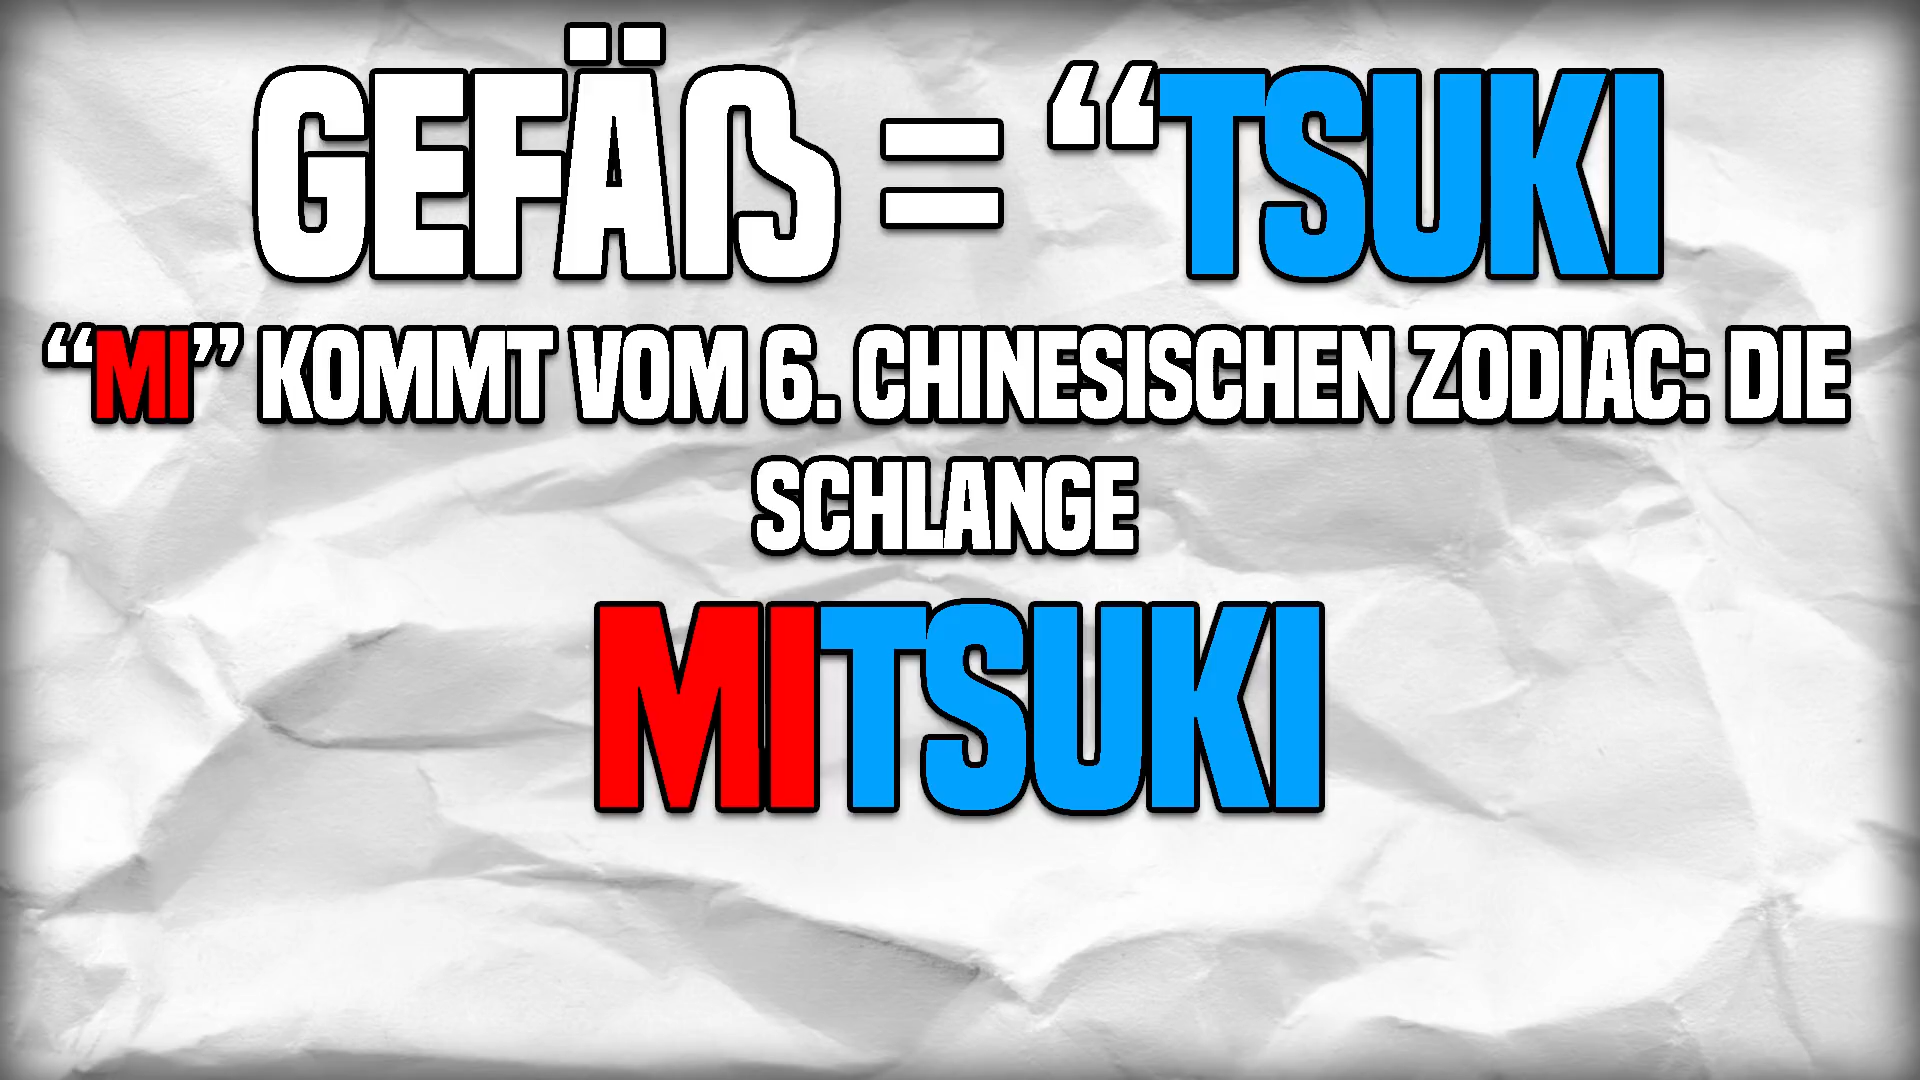 GEFÄß = “TSUKI
“MI” KOMMT VOM 6. CHINESISCHEN ZODIAC: DIE
SCHLANGE
MITSUKI